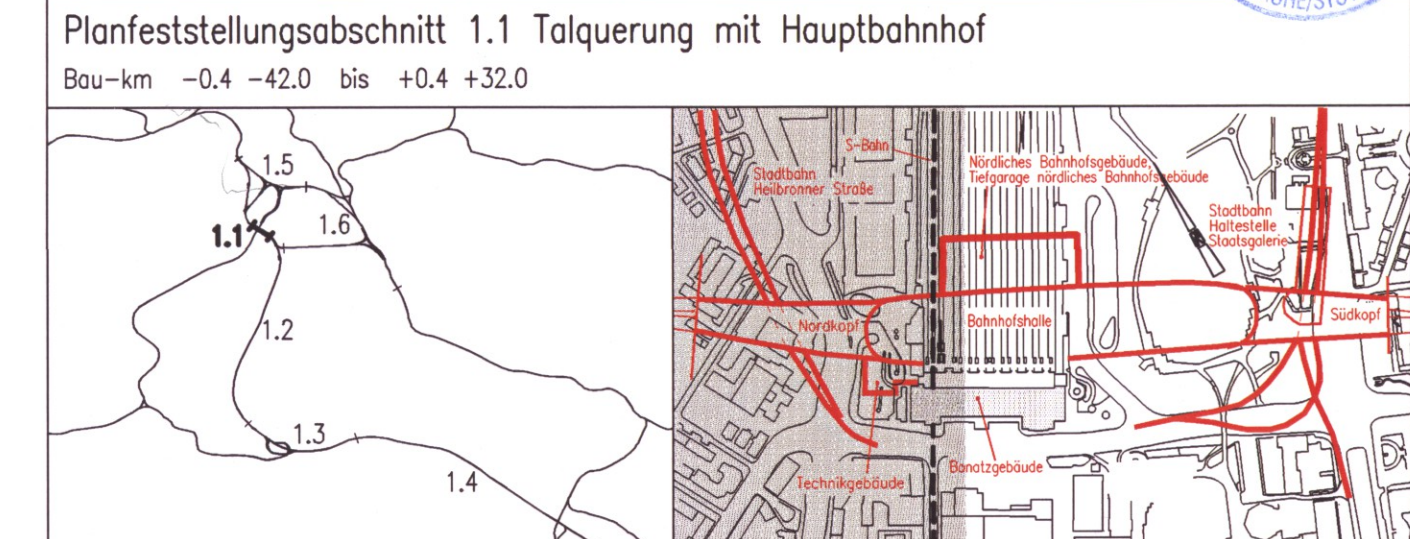 Planfeststellungsabschnitt 1.1 Talquerung mit Hauptbahnhof
Bau-km -0.4 -42.0 bis +0.4 +32.0
1.5
1.6
1.1
1.2
1.3
1.4
S-Bahn
Stadtbahn
Heilbronner Straße
Nördliches Bahnhofsgebäude,
Tiefgarage nördliches Bahnhofsgebäude
Stadtbahn
Haltestelle
Staatsgalerie
Nordkopf
Bahnhofshalle
Südkopf
Technikgebäude
Bonatzgebäude